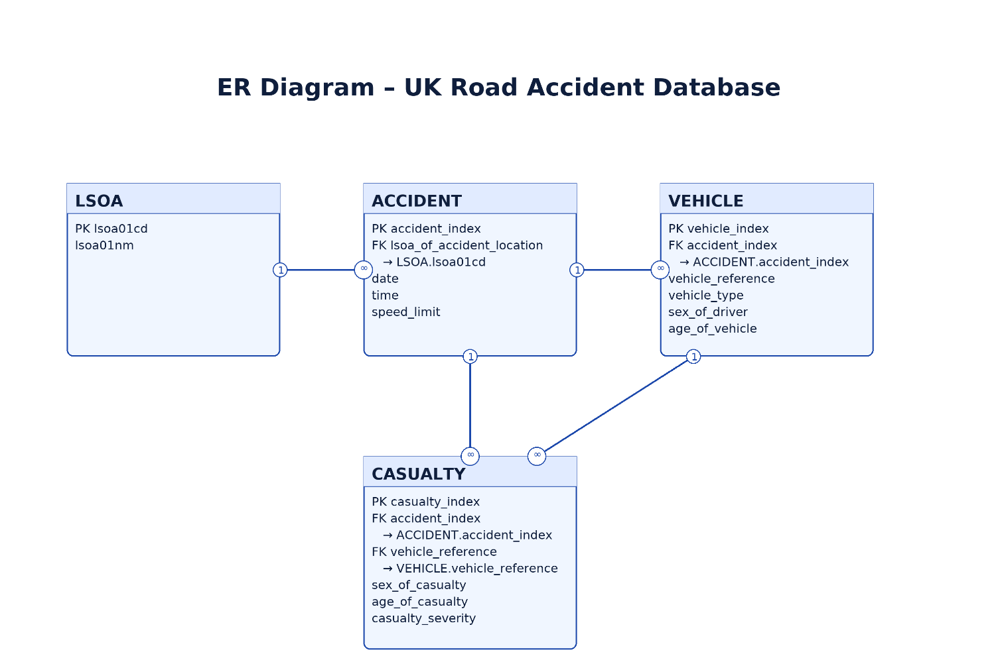 ER Diagram – UK Road Accident Database
LSOA
PK lsoa01cd
lsoa01nm
1
∞
ACCIDENT
PK accident_index
FK lsoa_of_accident_location
→ LSOA.lsoa01cd
date
time
speed_limit
1
∞
VEHICLE
PK vehicle_index
FK accident_index
→ ACCIDENT.accident_index
vehicle_reference
vehicle_type
sex_of_driver
age_of_vehicle
1
1
∞
∞
CASUALTY
PK casualty_index
FK accident_index
→ ACCIDENT.accident_index
FK vehicle_reference
→ VEHICLE.vehicle_reference
sex_of_casualty
age_of_casualty
casualty_severity